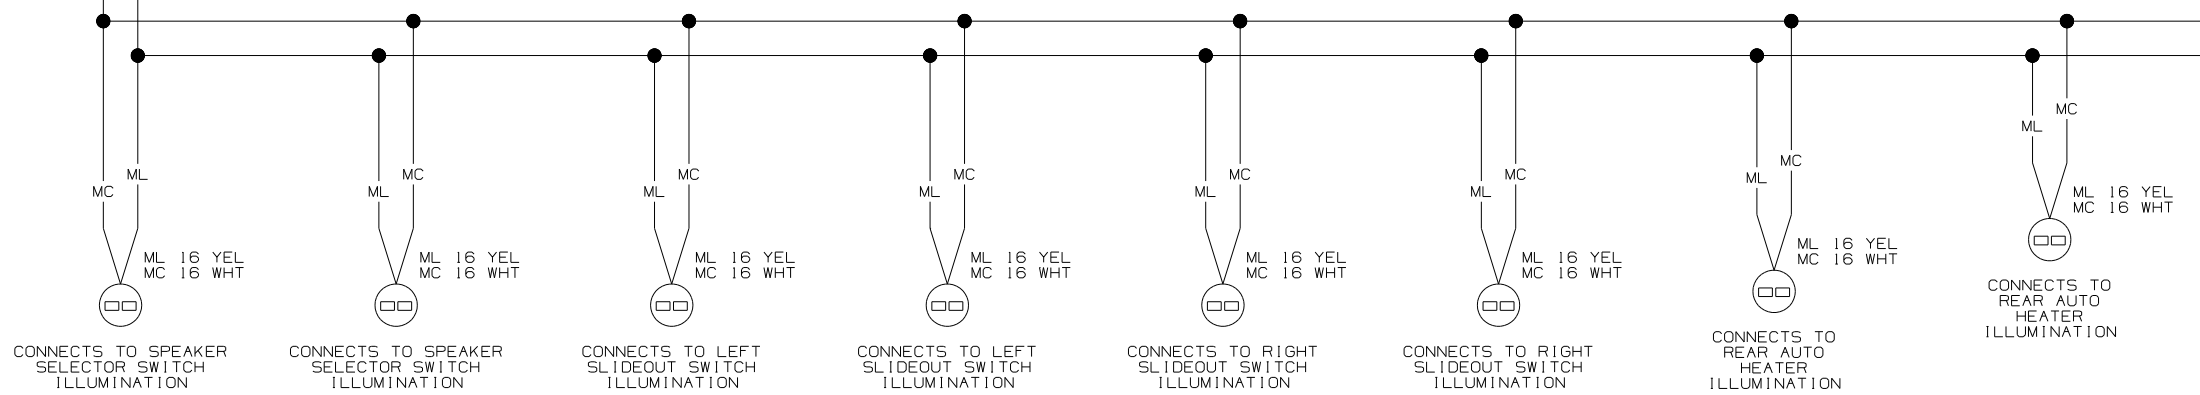 MC
ML
ML 16 YEL
MC 16 WHT
CONNECTS TO SPEAKER
SELECTOR SWITCH
ILLUMINATION
ML
MC
ML 16 YEL
MC 16 WHT
CONNECTS TO SPEAKER
SELECTOR SWITCH
ILLUMINATION
ML
MC
ML 16 YEL
MC 16 WHT
CONNECTS TO LEFT
SLIDEOUT SWITCH
ILLUMINATION
ML
MC
ML 16 YEL
MC 16 WHT
CONNECTS TO LEFT
SLIDEOUT SWITCH
ILLUMINATION
ML
MC
ML 16 YEL
MC 16 WHT
CONNECTS TO RIGHT
SLIDEOUT SWITCH
ILLUMINATION
ML
MC
ML 16 YEL
MC 16 WHT
CONNECTS TO RIGHT
SLIDEOUT SWITCH
ILLUMINATION
ML
MC
ML 16 YEL
MC 16 WHT
CONNECTS TO
REAR AUTO
HEATER
ILLUMINATION
ML
MC
ML 16 YEL
MC 16 WHT
CONNECTS TO
REAR AUTO
HEATER
ILLUMINATION